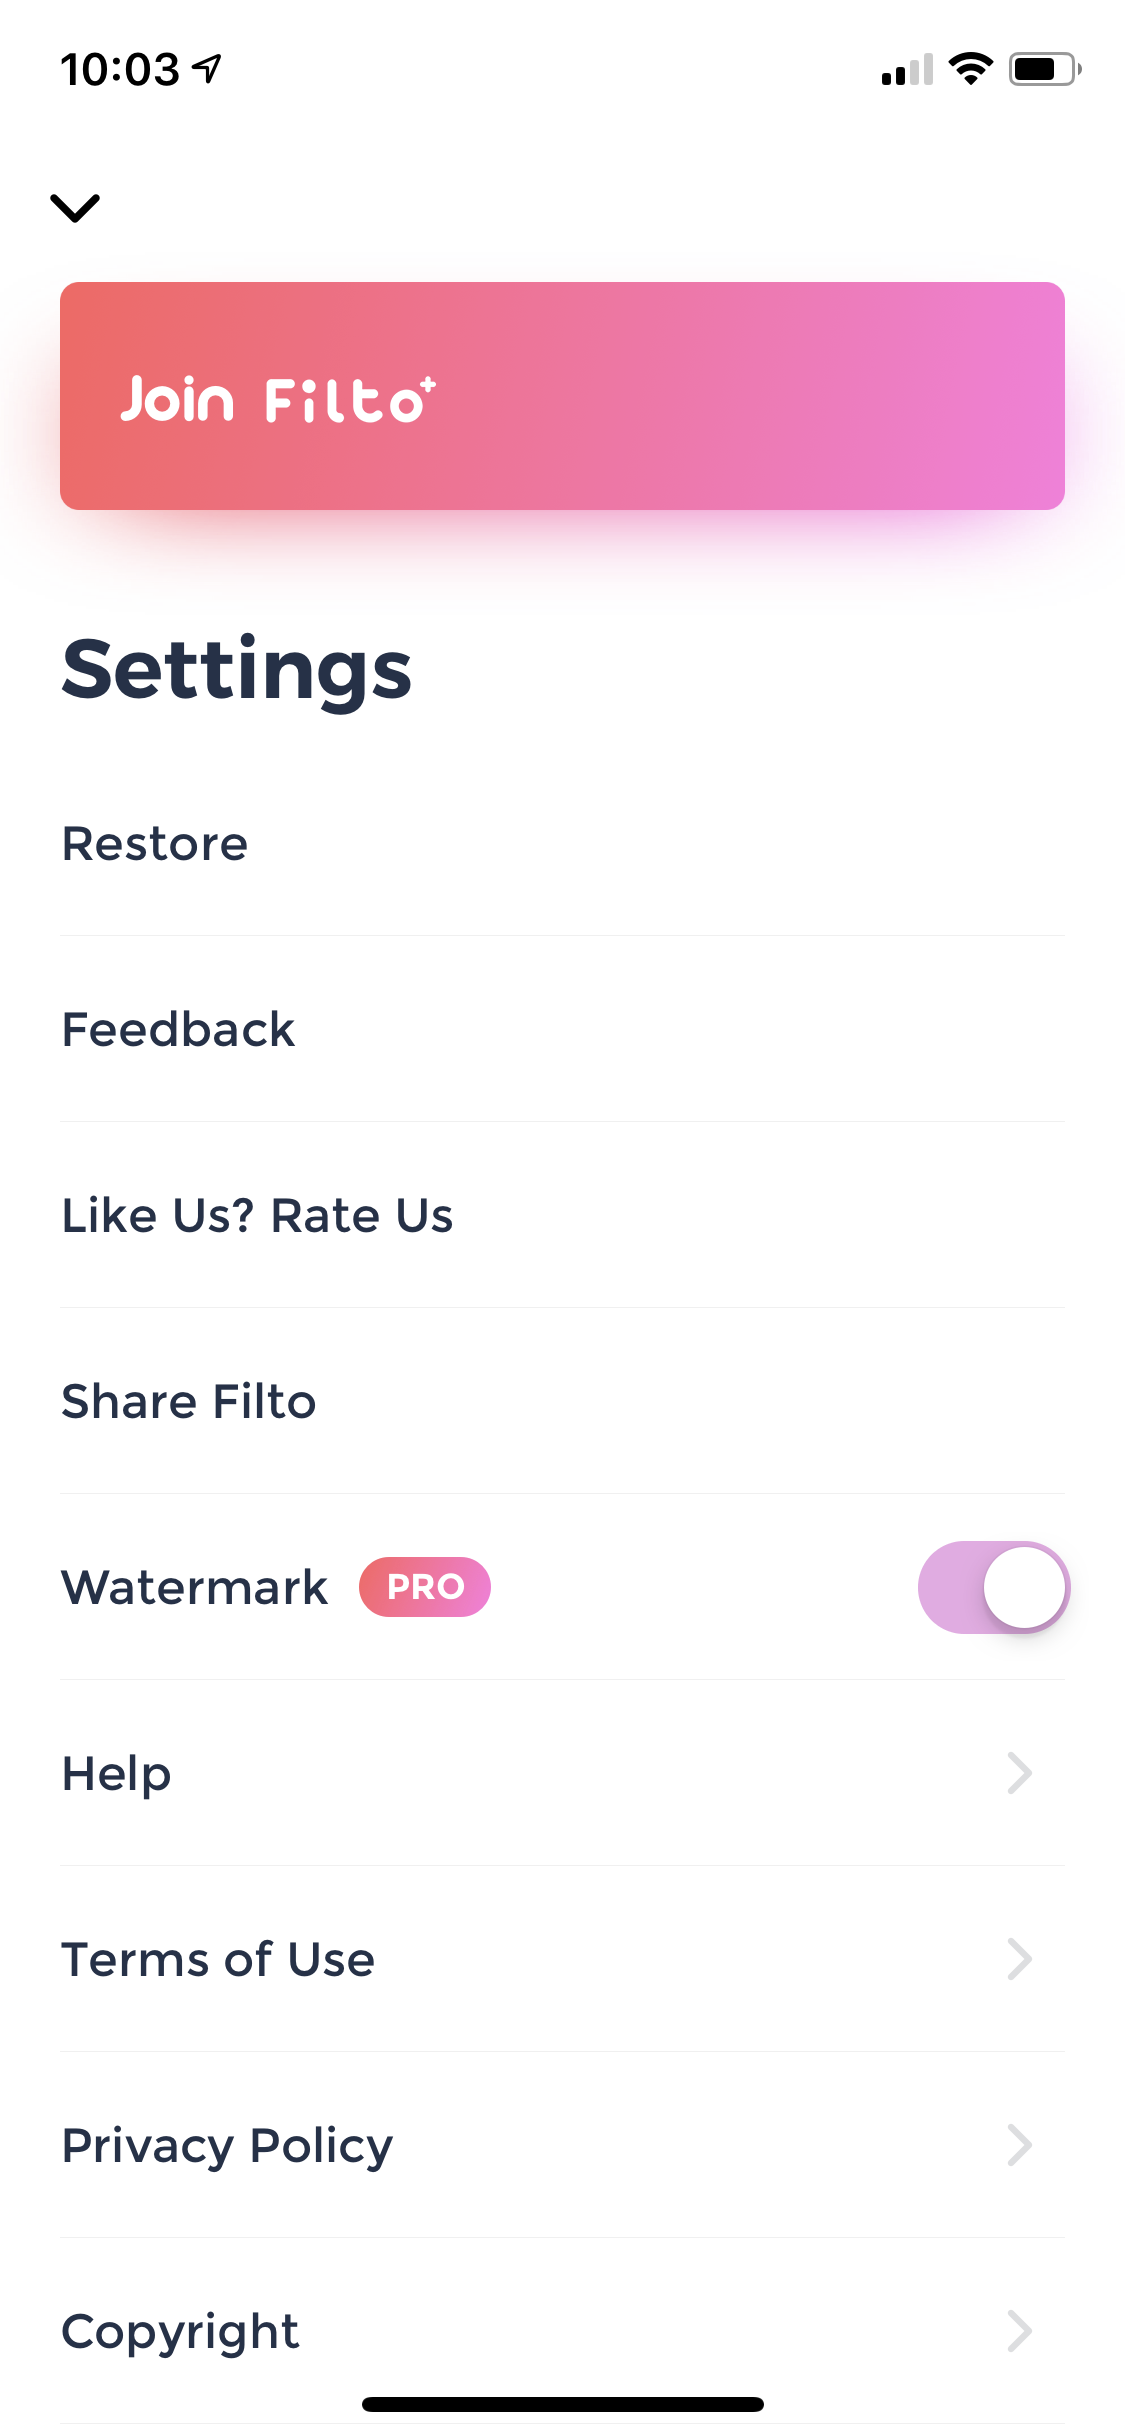 10:03
Join Filto+
Settings
Restore
Feedback
Like Us? Rate Us
Share Filto
Watermark PRO
Help
Terms of Use
Privacy Policy
Copyright